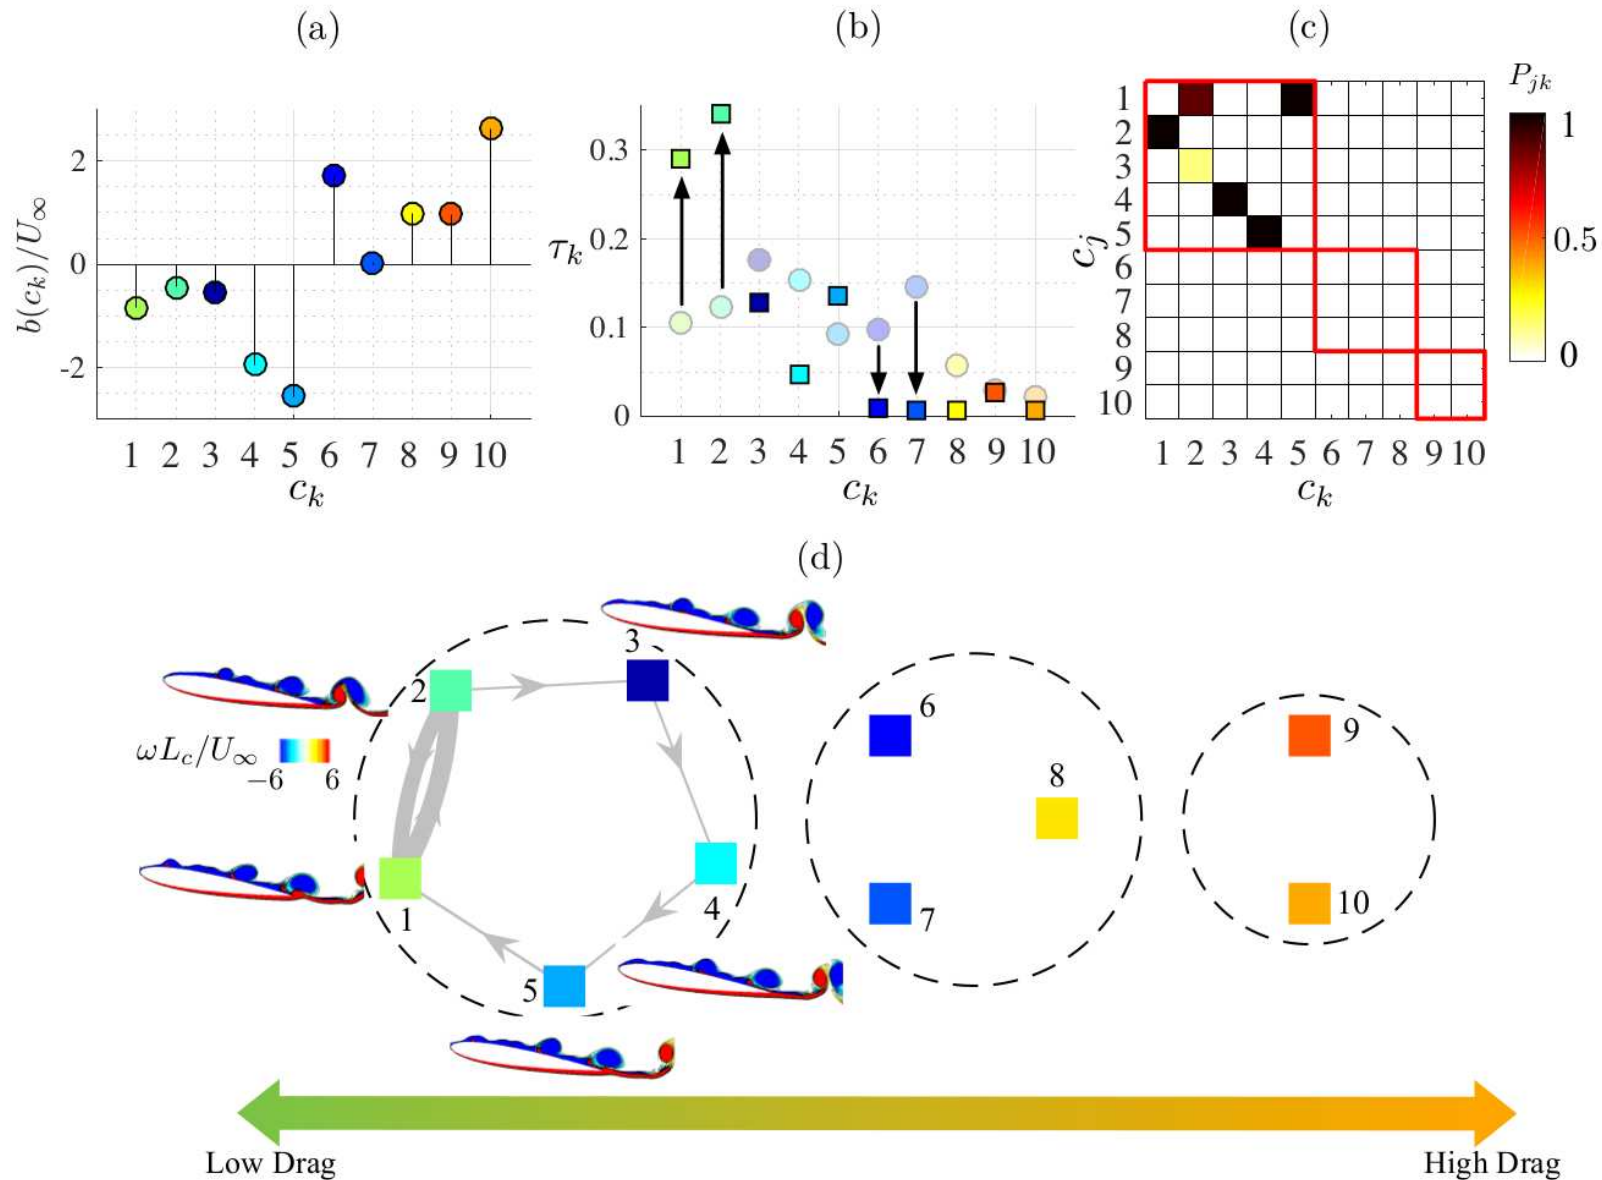 (a)
(b)
(c)
b(c_k)/U_∞
2
0
-2
1 2 3 4 5 6 7 8 9 10
c_k
τ_k
0.3
0.2
0.1
0
1 2 3 4 5 6 7 8 9 10
c_k
c_j
1
2
3
4
5
6
7
8
9
10
1 2 3 4 5 6 7 8 9 10
c_k
P_{jk}
1
0.5
0
(d)
3
2
ωL_c/U_∞
−6 6
1
4
5
6
8
7
9
10
Low Drag
High Drag